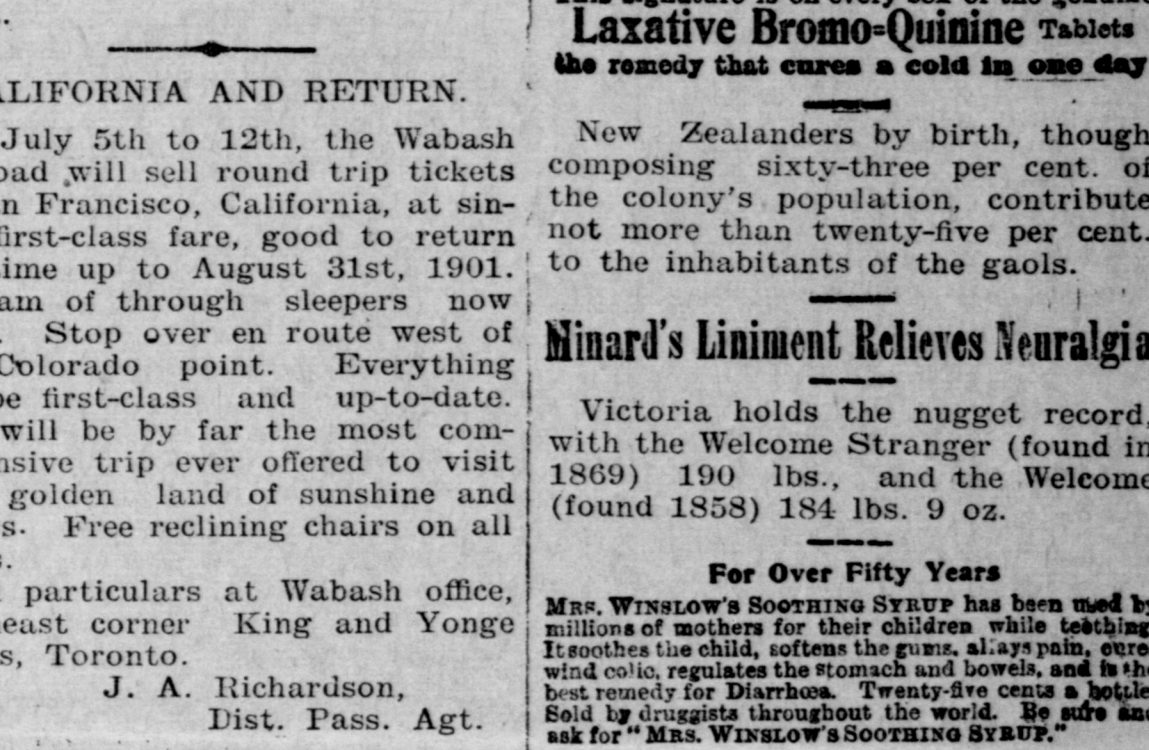 ALIFORNIA AND RETURN.
July 5th to 12th, the Wabash
oad will sell round trip tickets
n Francisco, California, at sin-
first-class fare, good to return
ime up to August 31st, 1901.
am of through sleepers now
. Stop over en route west of
Colorado point. Everything
be first-class and up-to-date.
will be by far the most com-
nsive trip ever offered to visit
golden land of sunshine and
s. Free reclining chairs on all
s.
particulars at Wabash office,
east corner King and Yonge
s, Toronto.
J. A. Richardson,
Dist. Pass. Agt.
Laxative Bromo=Quinine Tablets
the remedy that cures a cold in one day
New Zealanders by birth, though
composing sixty-three per cent. of
the colony's population, contribute
not more than twenty-five per cent.
to the inhabitants of the gaols.
Minard's Liniment Relieves Neuralgia
Victoria holds the nugget record,
with the Welcome Stranger (found in
1869) 190 lbs., and the Welcome
(found 1858) 184 lbs. 9 oz.
For Over Fifty Years
MRS. WINSLOW'S SOOTHING SYRUP has been used by
millions of mothers for their children while teething
It soothes the child, softens the gums, allays pain, cure
wind colic, regulates the stomach and bowels, and is the
best remedy for Diarrhœa. Twenty-five cents a bottle
Sold by druggists throughout the world. Be sure and
ask for "MRS. WINSLOW'S SOOTHING SYRUP."